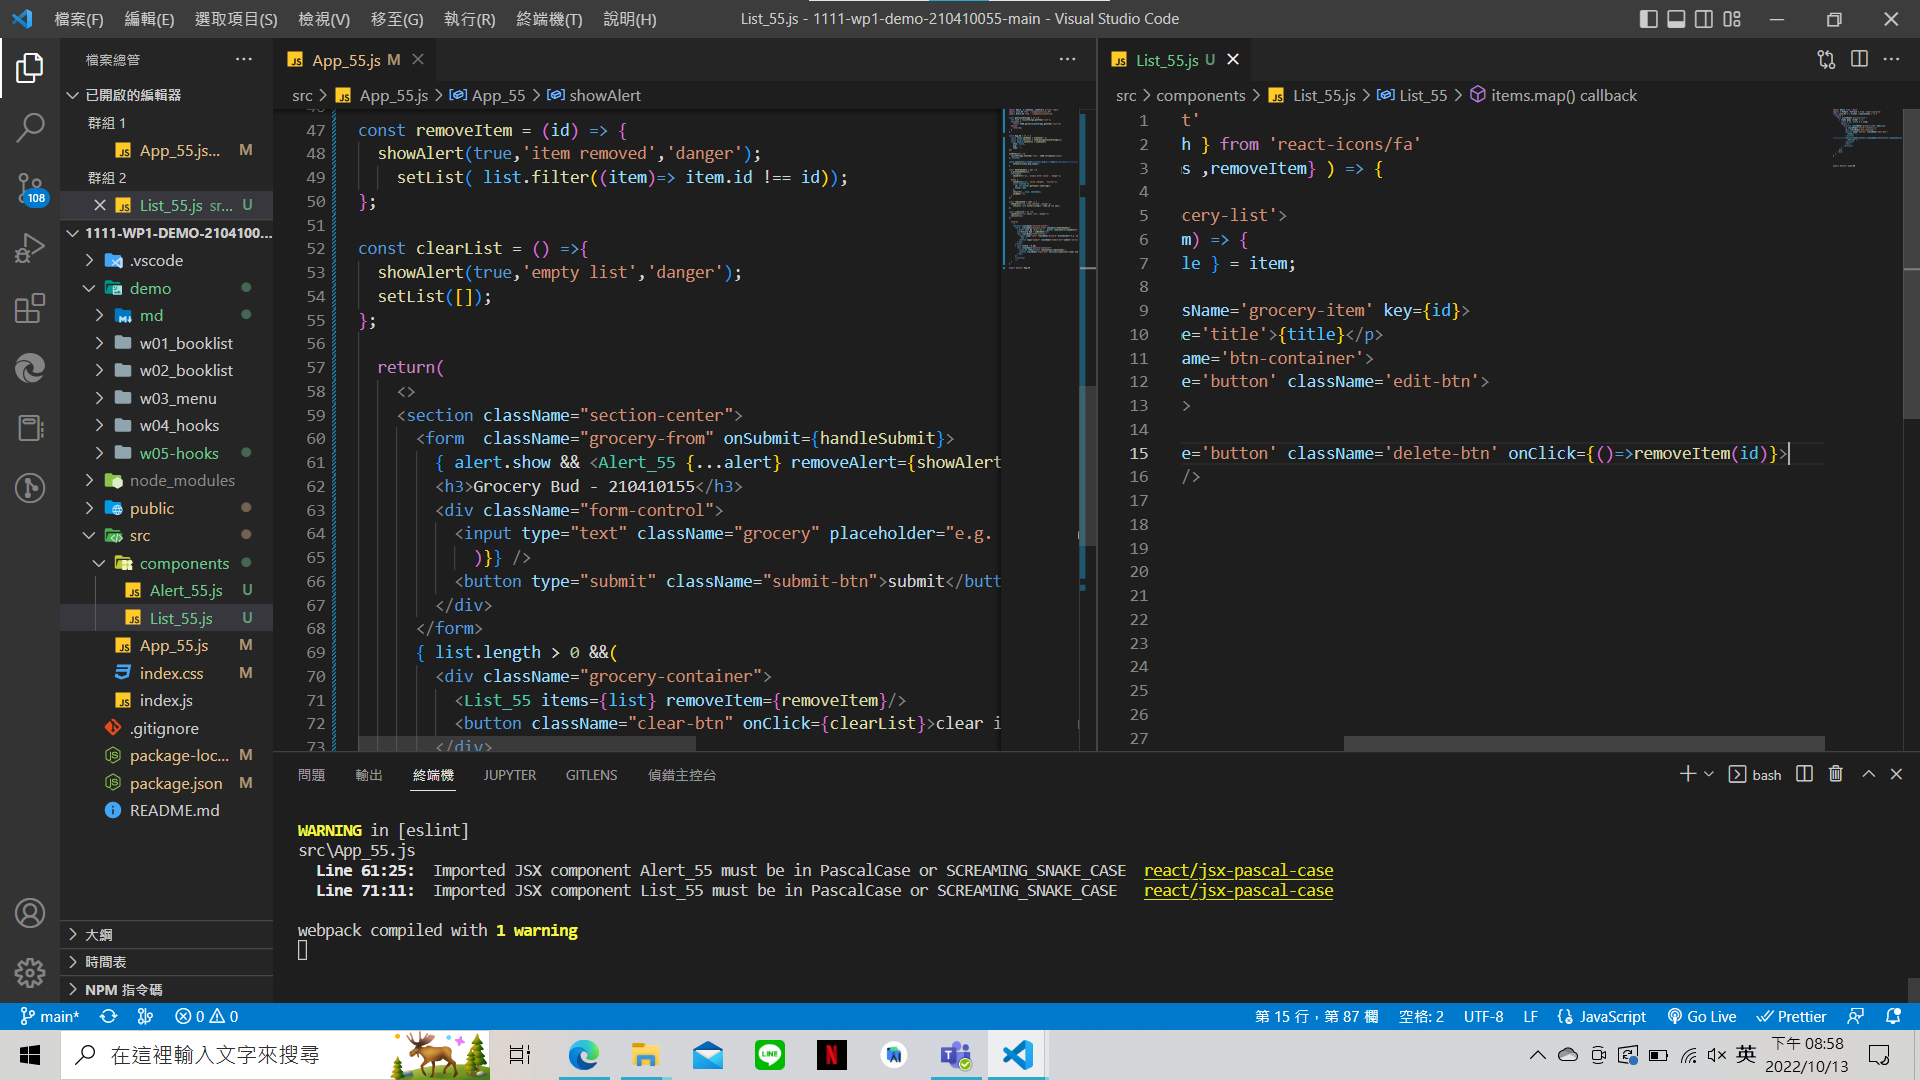 檔案(F) 編輯(E) 選取項目(S) 檢視(V) 移至(G) 執行(R) 終端機(T) 說明(H) List_55.js - 1111-wp1-demo-210410055-main - Visual Studio Code
檔案總管
已開啟的編輯器
群組 1
App_55.js... M
群組 2
List_55.js sr... U
1111-WP1-DEMO-2104100...
.vscode
demo
md
w01_booklist
w02_booklist
w03_menu
w04_hooks
w05-hooks
node_modules
public
src
components
Alert_55.js U
List_55.js U
App_55.js M
index.css M
index.js
.gitignore
package-loc... M
package.json M
README.md
大綱
時間表
NPM 指令碼
108
App_55.js M
src > App_55.js > App_55 > showAlert
47 const removeItem = (id) => {
48 showAlert(true,'item removed','danger');
49 setList( list.filter((item)=> item.id !== id));
50 };
51
52 const clearList = () =>{
53 showAlert(true,'empty list','danger');
54 setList([]);
55 };
56
57 return(
58 <>
59 <section className="section-center">
60 <form  className="grocery-from" onSubmit={handleSubmit}>
61 { alert.show && <Alert_55 {...alert} removeAlert={showAlert
62 <h3>Grocery Bud - 210410155</h3>
63 <div className="form-control">
64 <input type="text" className="grocery" placeholder="e.g.
65 )}} />
66 <button type="submit" className="submit-btn">submit</butt
67 </div>
68 </form>
69 { list.length > 0 &&(
70 <div className="grocery-container">
71 <List_55 items={list} removeItem={removeItem}/>
72 <button className="clear-btn" onClick={clearList}>clear i
73 </div>
List_55.js U
src > components > List_55.js > List_55 > items.map() callback
1 t'
2 h } from 'react-icons/fa'
3 s ,removeItem} ) => {
4
5 cery-list'>
6 m) => {
7 le } = item;
8
9 sName='grocery-item' key={id}>
10 e='title'>{title}</p>
11 ame='btn-container'>
12 e='button' className='edit-btn'>
13 >
14
15 e='button' className='delete-btn' onClick={()=>removeItem(id)}>
16 />
17
18
19
20
21
22
23
24
25
26
27
問題 輸出 終端機 JUPYTER GITLENS 偵錯主控台 bash
WARNING in [eslint]
src\App_55.js
Line 61:25:  Imported JSX component Alert_55 must be in PascalCase or SCREAMING_SNAKE_CASE  react/jsx-pascal-case
Line 71:11:  Imported JSX component List_55 must be in PascalCase or SCREAMING_SNAKE_CASE  react/jsx-pascal-case
webpack compiled with 1 warning
main* 0 0 第 15 行，第 87 欄 空格: 2 UTF-8 LF JavaScript Go Live Prettier
在這裡輸入文字來搜尋
LINE
N
英
下午 08:58
2022/10/13